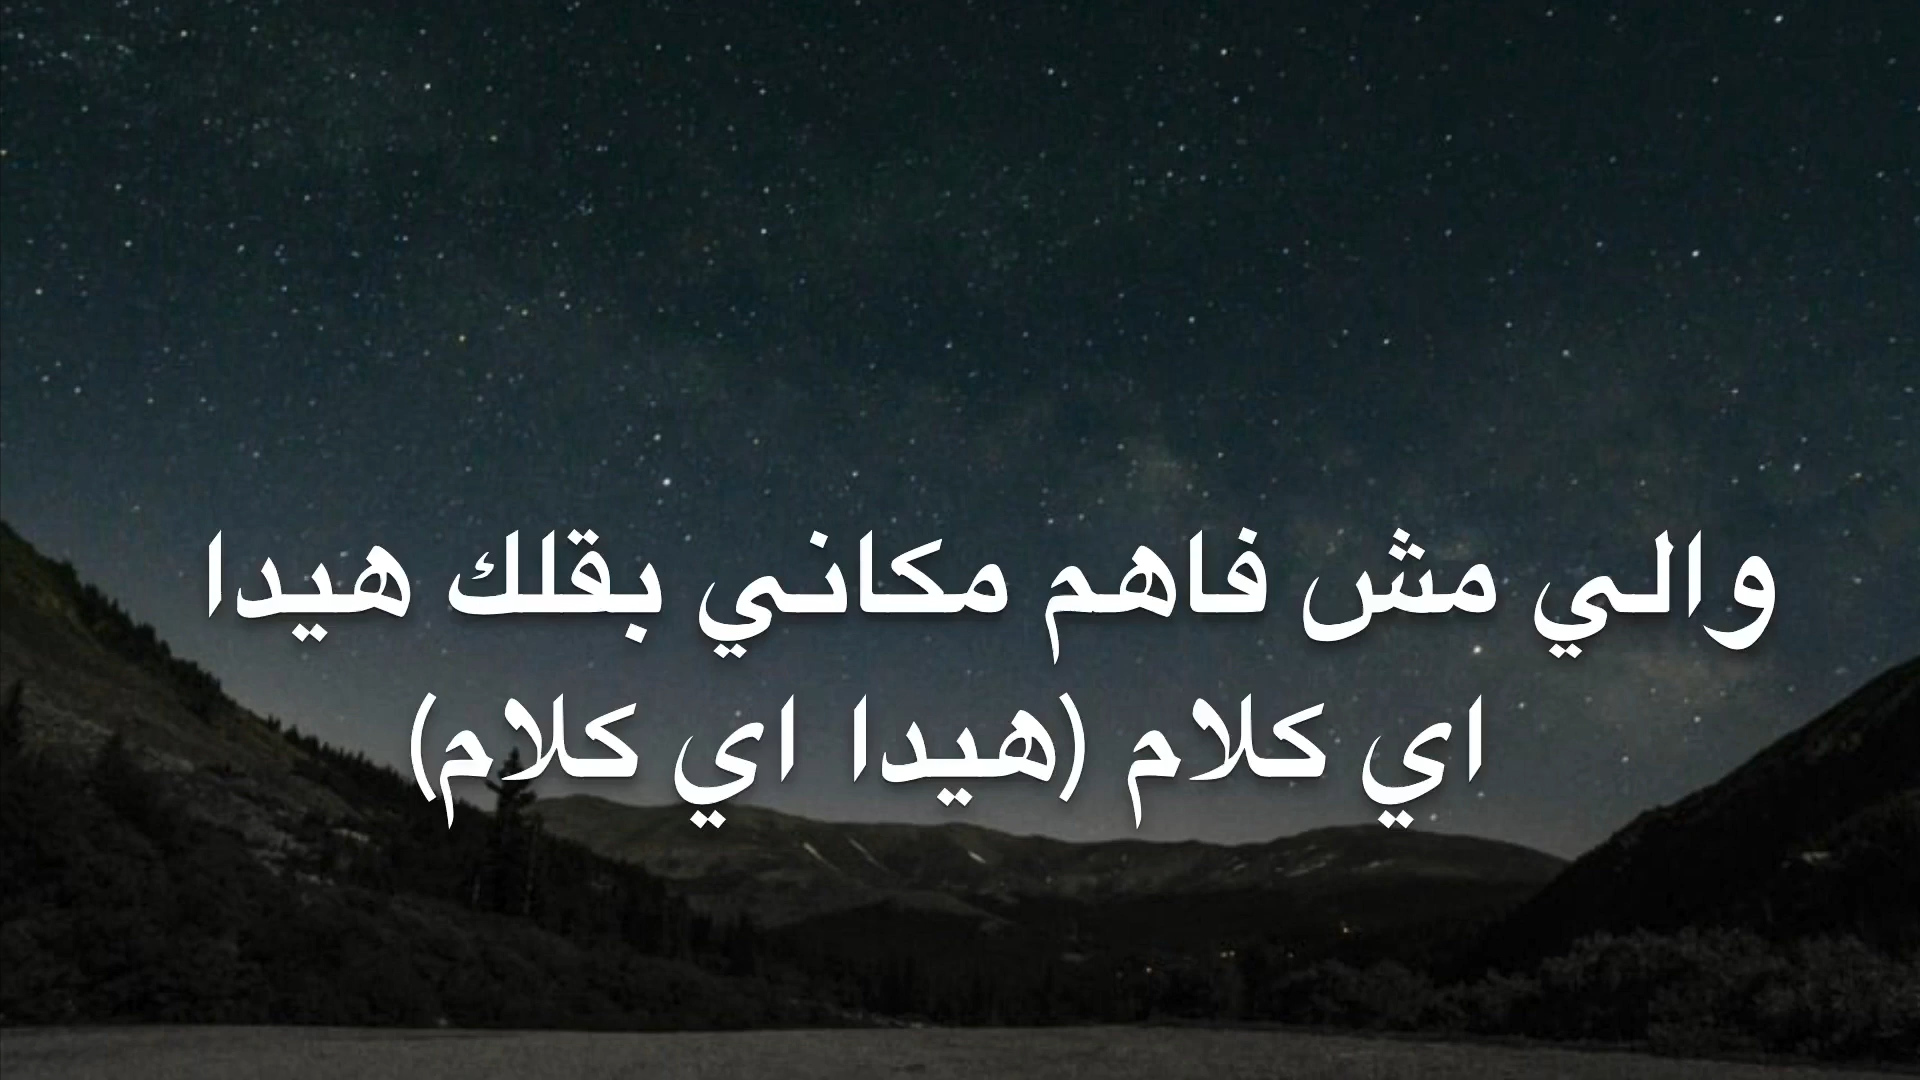 والي مش فاهم مكاني بقلك هيدا
اي كلام (هيدا اي كلام)